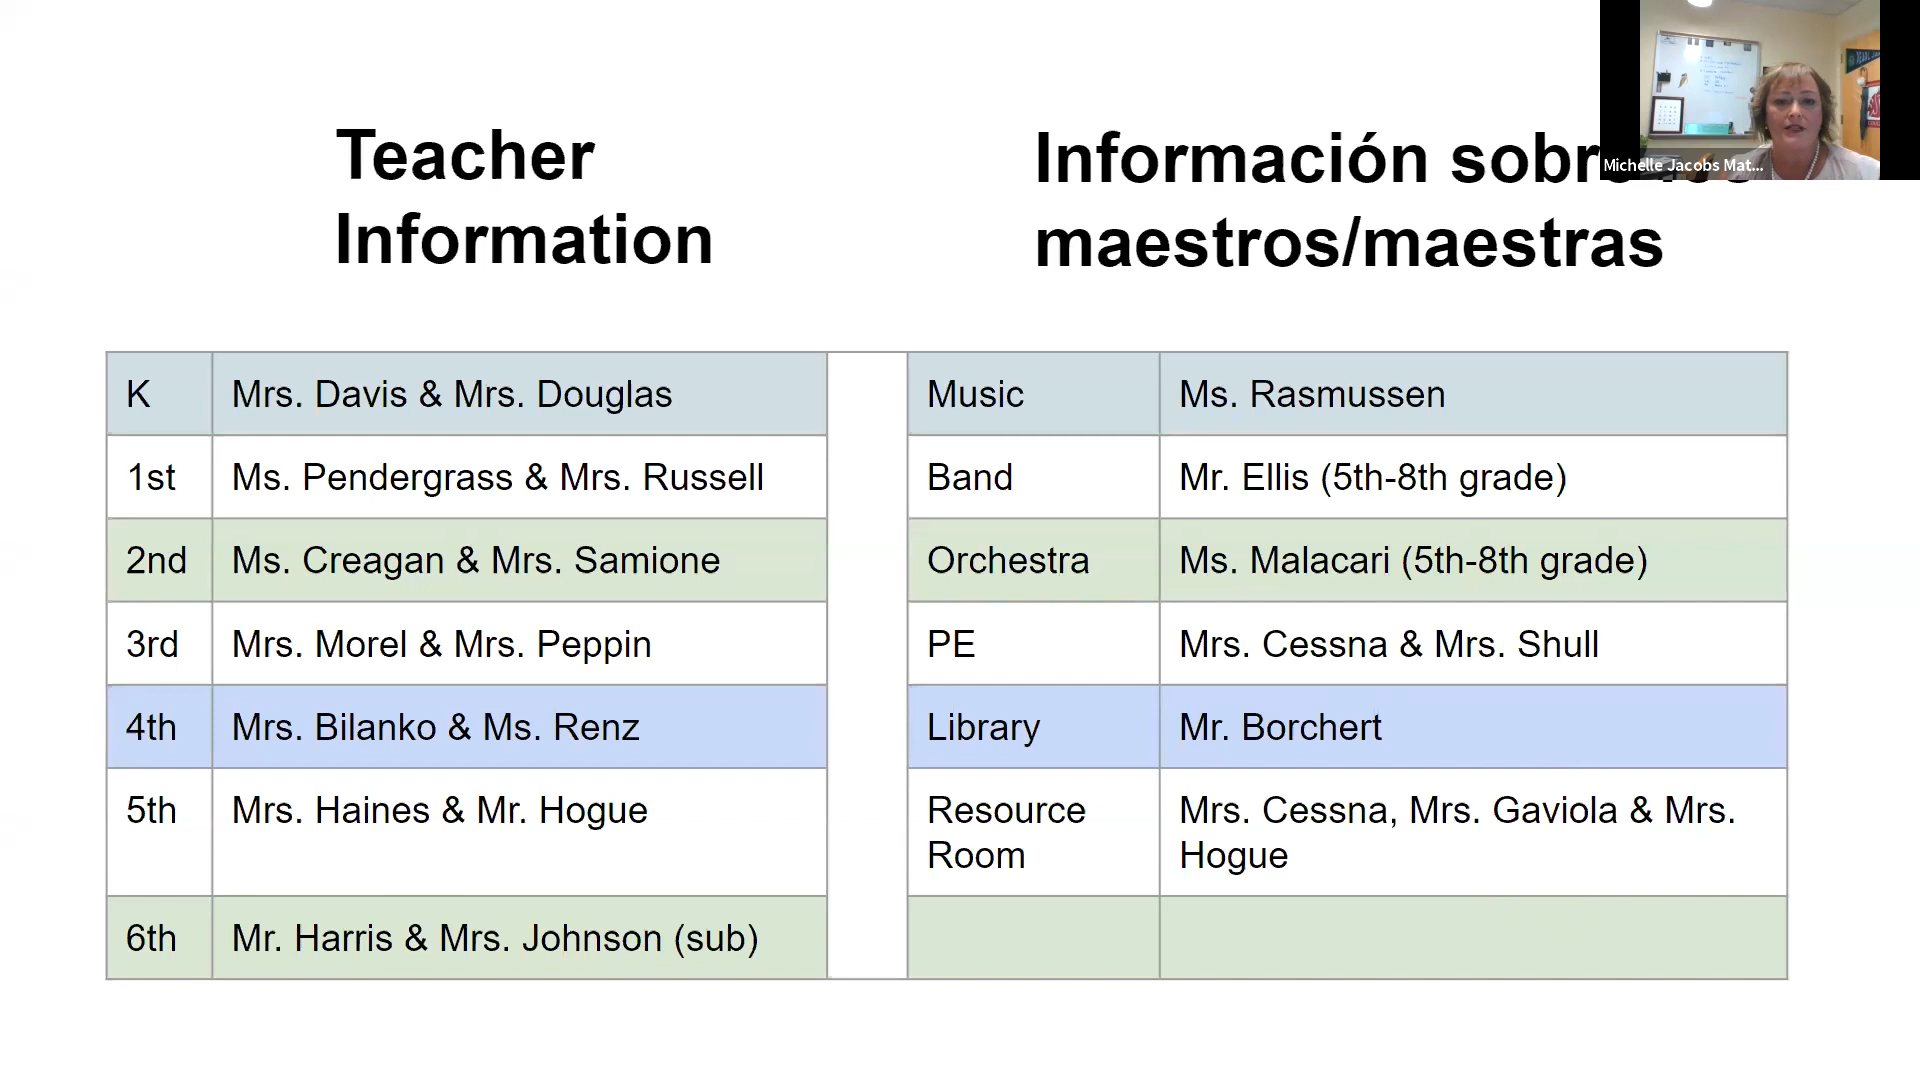 Teacher
Information
Información sobre
maestros/maestras
Michelle Jacobs Mat...
K Mrs. Davis & Mrs. Douglas
1st Ms. Pendergrass & Mrs. Russell
2nd Ms. Creagan & Mrs. Samione
3rd Mrs. Morel & Mrs. Peppin
4th Mrs. Bilanko & Ms. Renz
5th Mrs. Haines & Mr. Hogue
6th Mr. Harris & Mrs. Johnson (sub)
Music Ms. Rasmussen
Band Mr. Ellis (5th-8th grade)
Orchestra Ms. Malacari (5th-8th grade)
PE Mrs. Cessna & Mrs. Shull
Library Mr. Borchert
Resource
Room
Mrs. Cessna, Mrs. Gaviola & Mrs.
Hogue